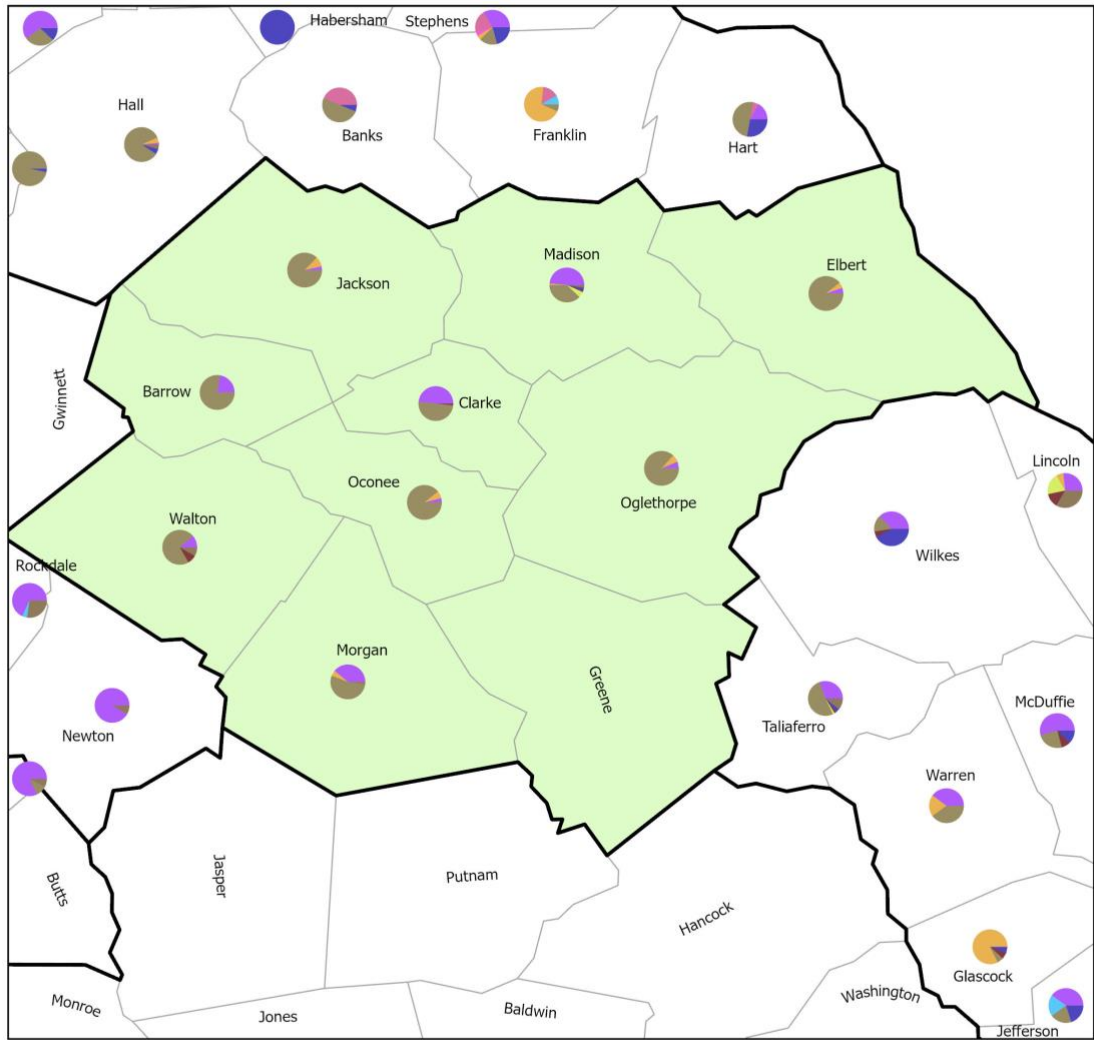 Habersham
Stephens
Hall
Banks
Franklin
Hart
Madison
Elbert
Jackson
Gwinnett
Barrow
Clarke
Lincoln
Oconee
Oglethorpe
Walton
Wilkes
Rockdale
Morgan
Greene
McDuffie
Newton
Taliaferro
Warren
Jasper
Putnam
Butts
Hancock
Glascock
Washington
Monroe
Jones
Baldwin
Jefferson